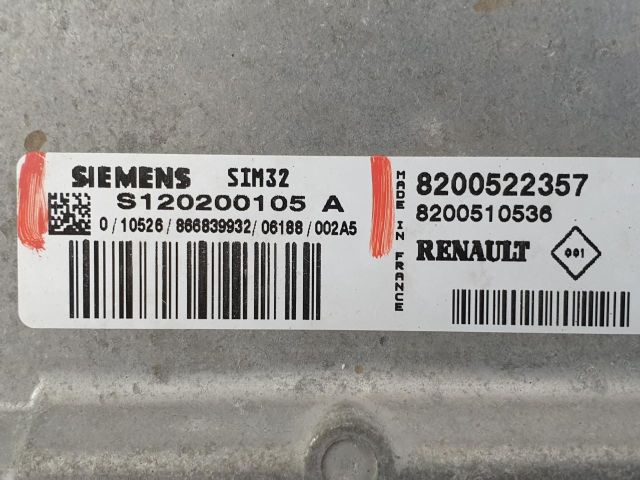 SIEMENS SIM32
S120200105 A
0/10526/866839932/06188/002A5
MADE IN FRANCE
8200522357
8200510536
RENAULT 001